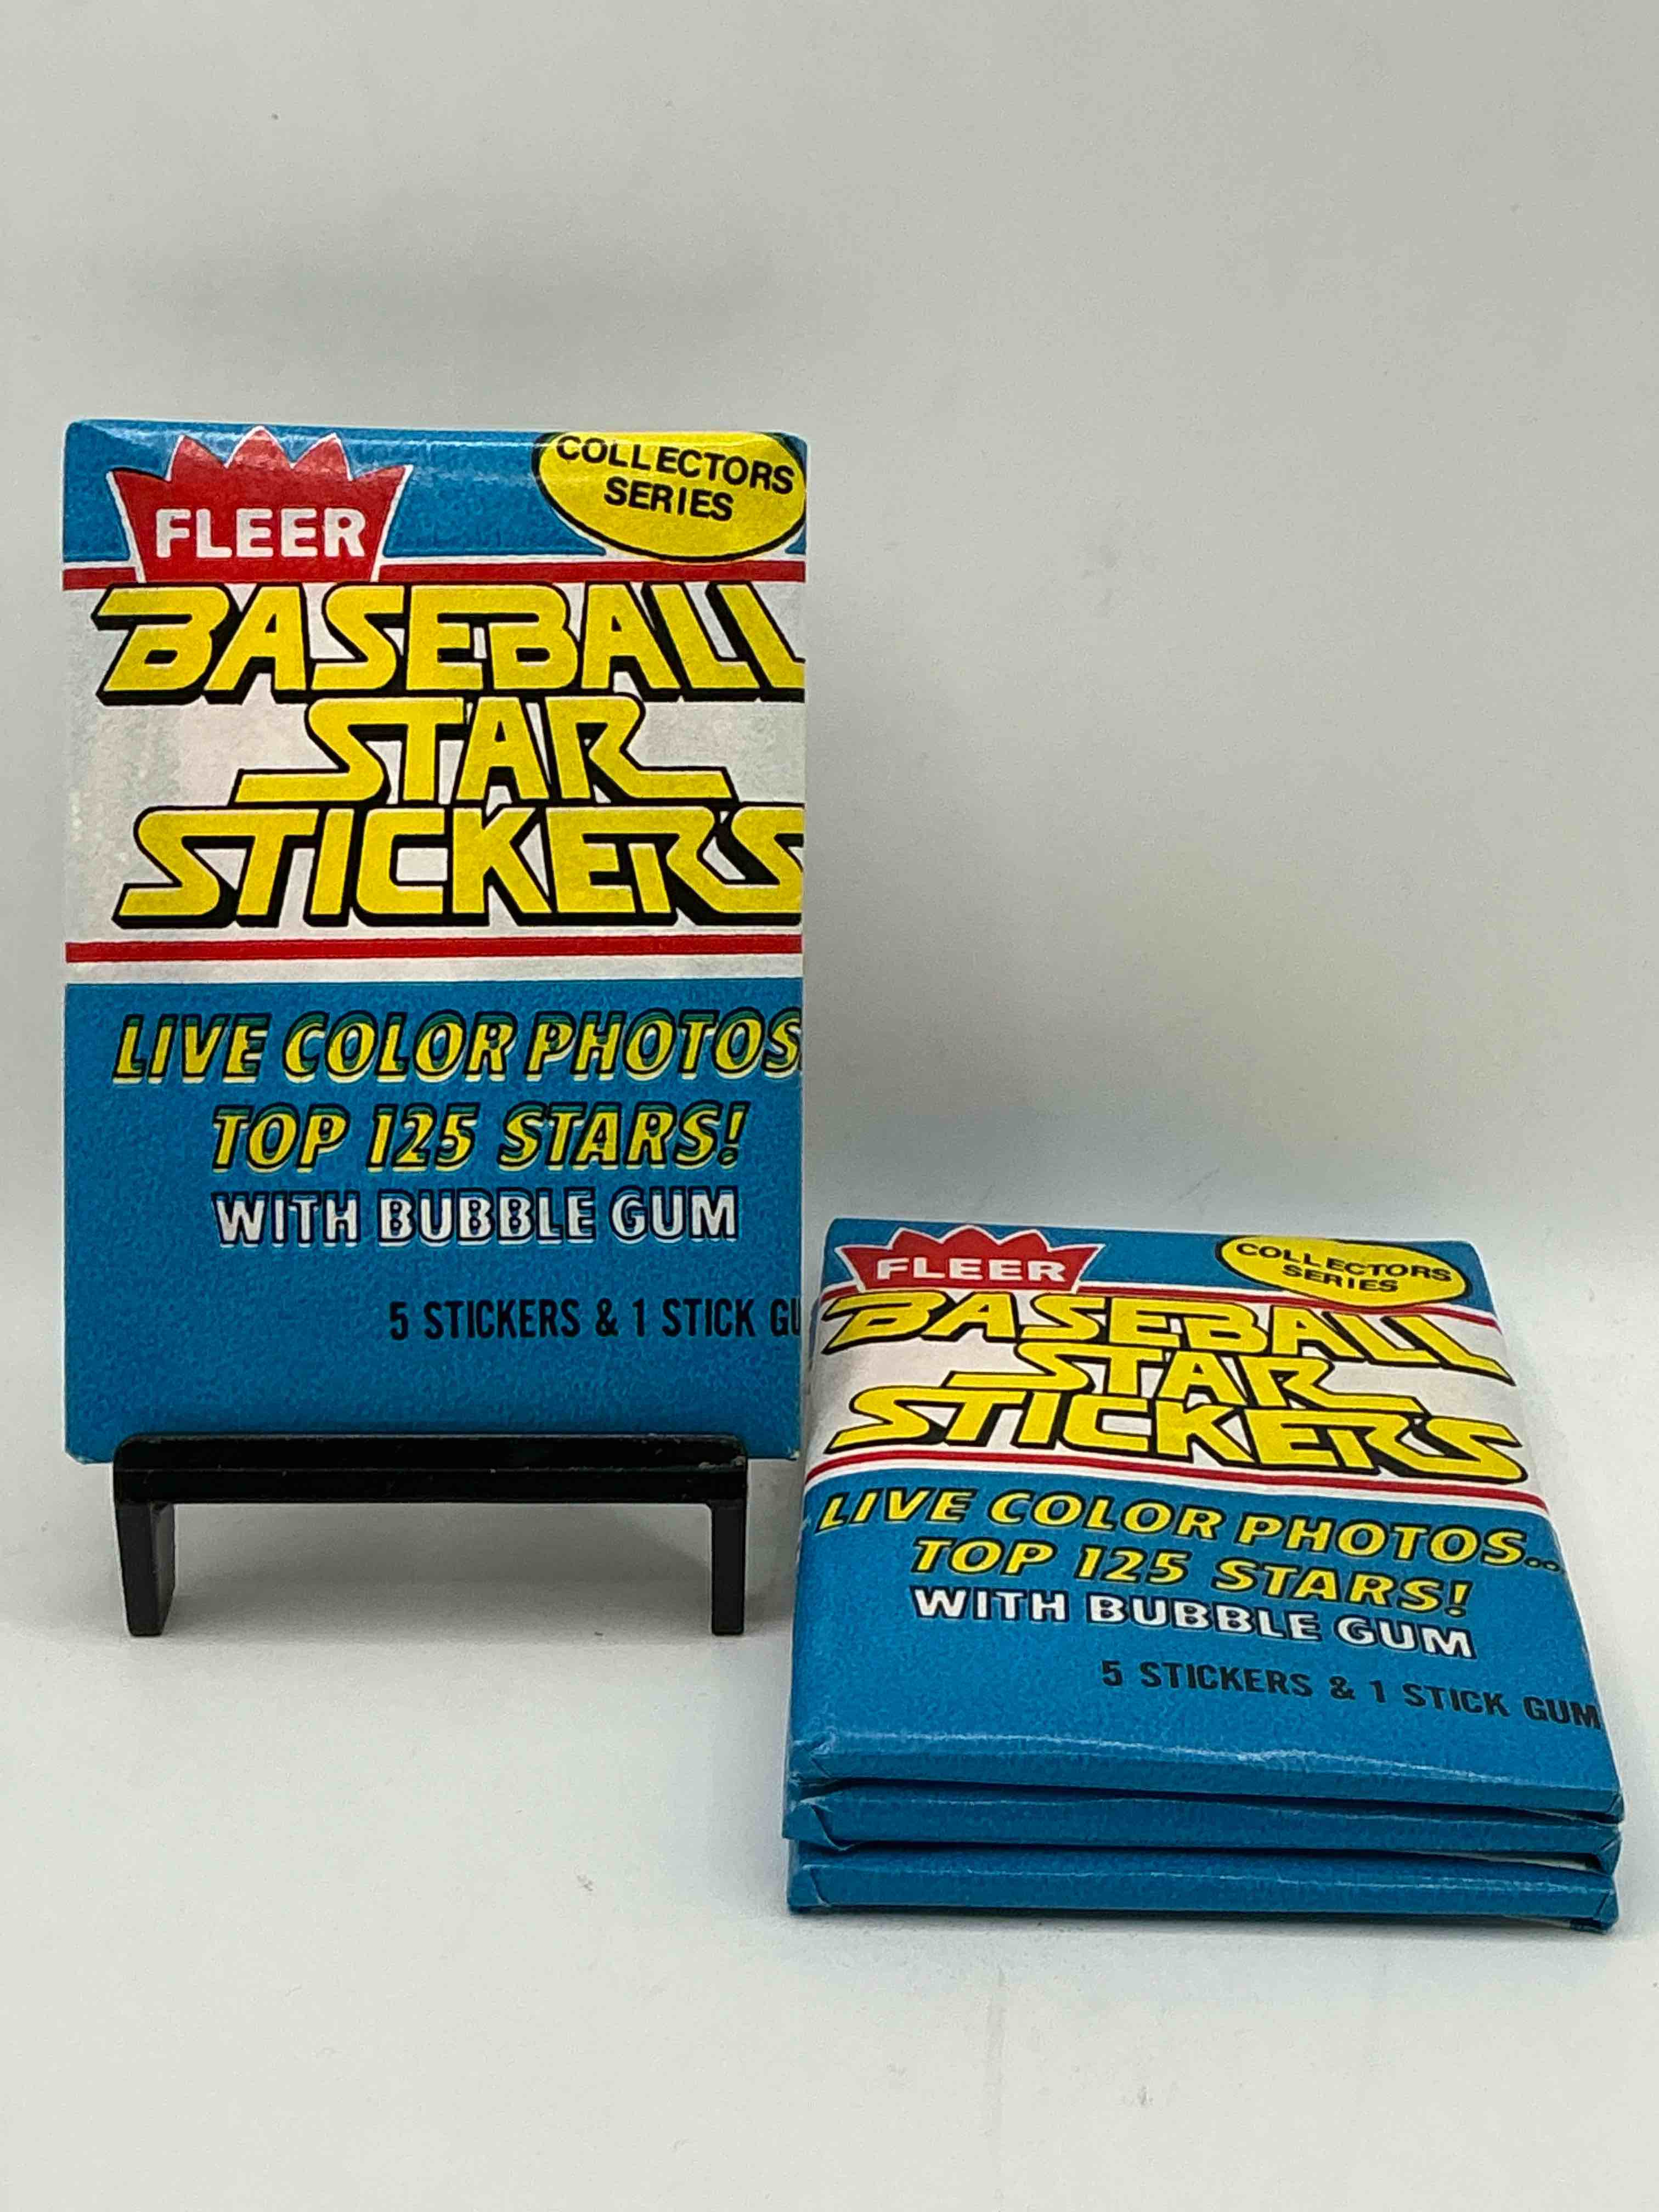 FLEER
COLLECTORS
SERIES
BASEBALL
STAR
STICKERS
LIVE COLOR PHOTOS
TOP 125 STARS!
WITH BUBBLE GUM
5 STICKERS & 1 STICK GU
FLEER
COLLECTORS
SERIES
BASEBALL
STAR
STICKERS
LIVE COLOR PHOTOS...
TOP 125 STARS!
WITH BUBBLE GUM
5 STICKERS & 1 STICK GUM